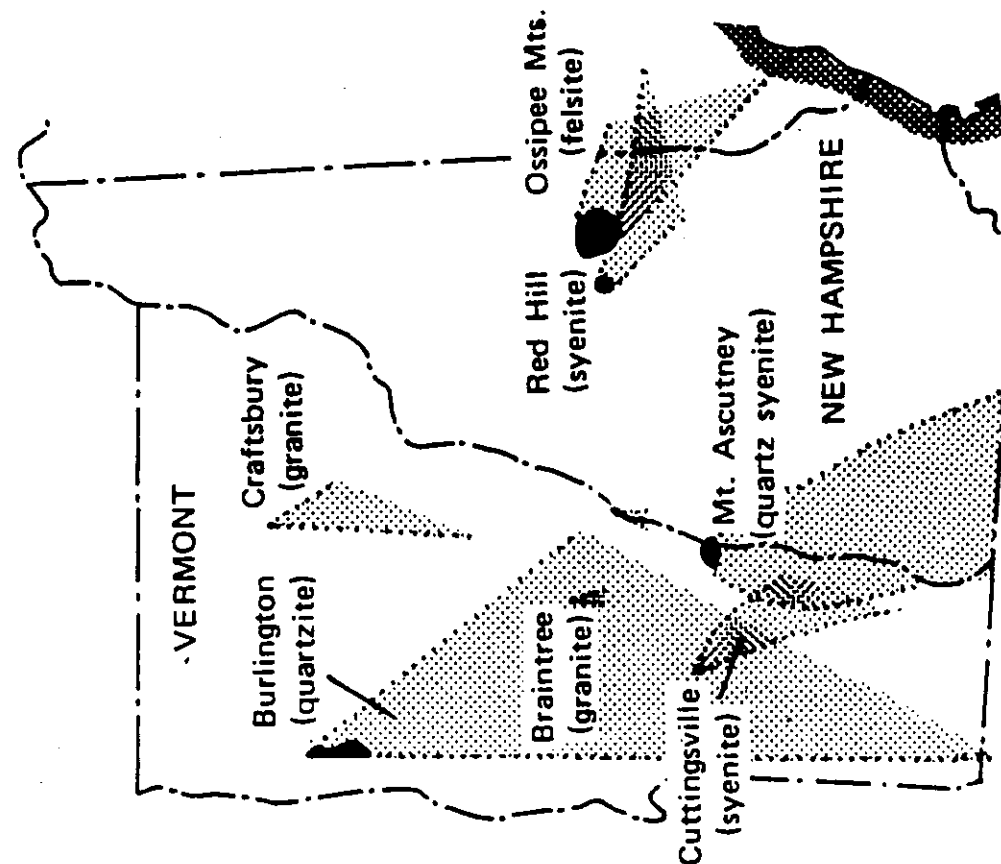 VERMONT
Craftsbury
(granite)
Burlington
(quartzite)
Braintree
(granite)
Cuttingsville
(syenite)
Mt. Ascutney
(quartz syenite)
Red Hill
(syenite)
Ossipee Mts.
(felsite)
NEW HAMPSHIRE